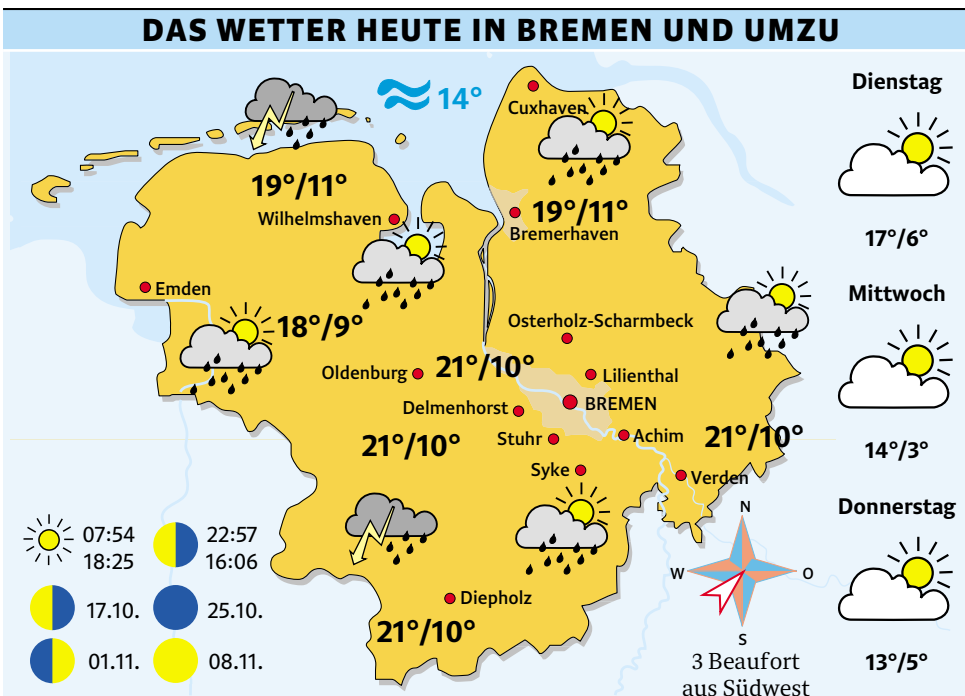 DAS WETTER HEUTE IN BREMEN UND UMZU
14°
Cuxhaven
19°/11°
Wilhelmshaven
19°/11°
Bremerhaven
Emden
18°/9°
Osterholz-Scharmbeck
Oldenburg
21°/10°
Lilienthal
Delmenhorst
BREMEN
21°/10°
Stuhr
Achim
21°/10°
Syke
Verden
Diepholz
21°/10°
Dienstag
17°/6°
Mittwoch
14°/3°
Donnerstag
13°/5°
07:54
18:25
22:57
16:06
17.10.
25.10.
01.11.
08.11.
N
W
O
S
3 Beaufort
aus Südwest